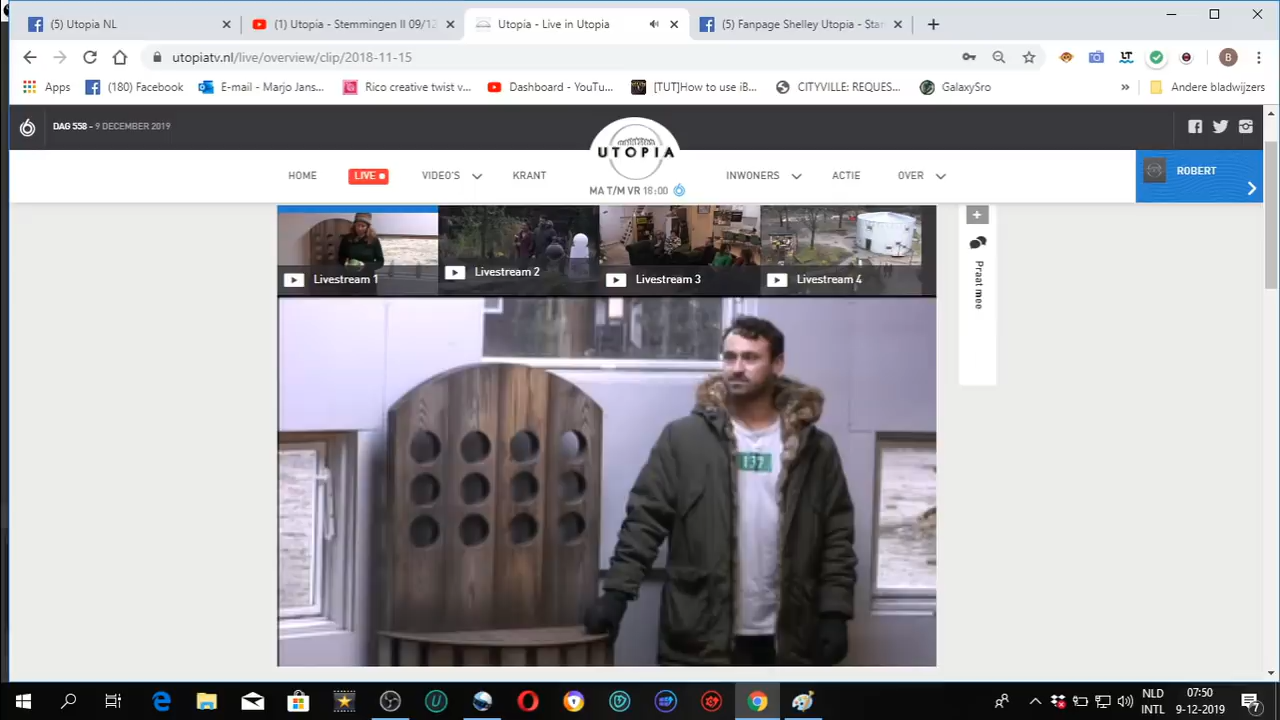 (5) Utopia NL
(1) Utopia - Stemmingen II 09/12
Utopia - Live in Utopia
(5) Fanpage Shelley Utopia - Star
utopiatv.nl/live/overview/clip/2018-11-15
B
Apps
(180) Facebook
E-mail - Marjo Jans...
Rico creative twist v...
Dashboard - YouTu...
[TUT]How to use iB...
CITYVILLE: REQUES...
GalaxySro
»
Andere bladwijzers
6
DAG 558 - 9 DECEMBER 2019
UTOPIA
HOME
LIVE
VIDEO'S
KRANT
MA T/M VR 18:00
INWONERS
ACTIE
OVER
ROBERT
Livestream 1
Livestream 2
Livestream 3
Livestream 4
Praat mee
137
NLD
INTL
07:50
9-12-2019
7